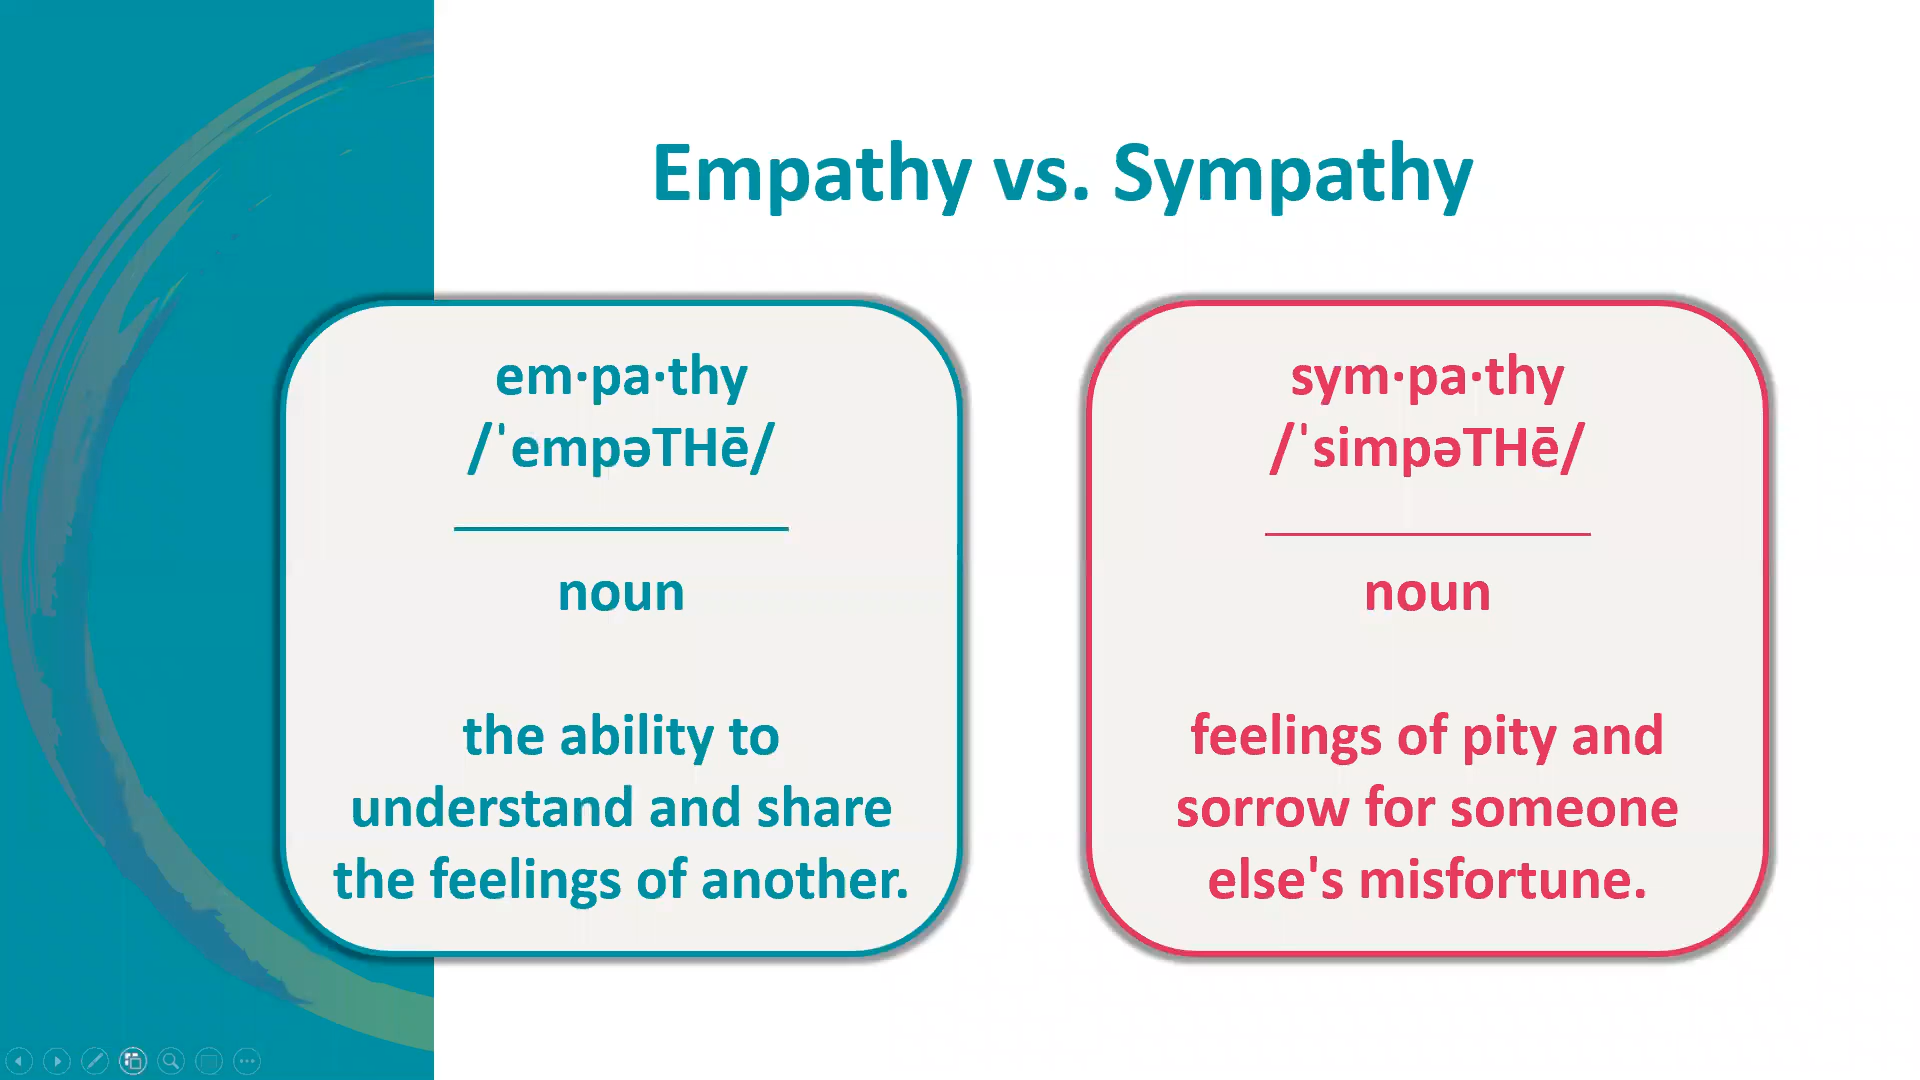 Empathy vs. Sympathy
em·pa·thy
/ˈempəTHē/
noun
the ability to
understand and share
the feelings of another.
sym·pa·thy
/ˈsimpəTHē/
noun
feelings of pity and
sorrow for someone
else's misfortune.